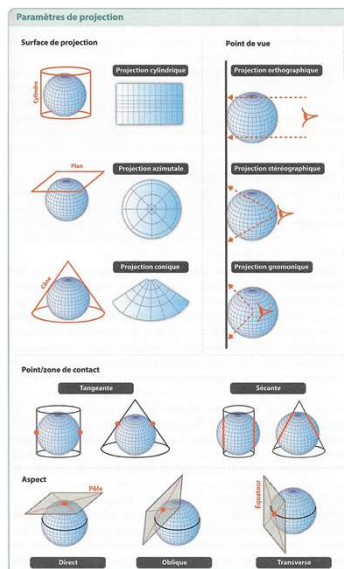 Paramètres de projection
Surface de projection
Point de vue
Projection cylindrique
Projection orthographique
Cylindre
Plan
Projection azimutale
Projection stéréographique
Cône
Projection conique
Projection gnomonique
Point/zone de contact
Tangeante
Sécante
Aspect
Pôle
Équateur
Direct
Oblique
Transverse